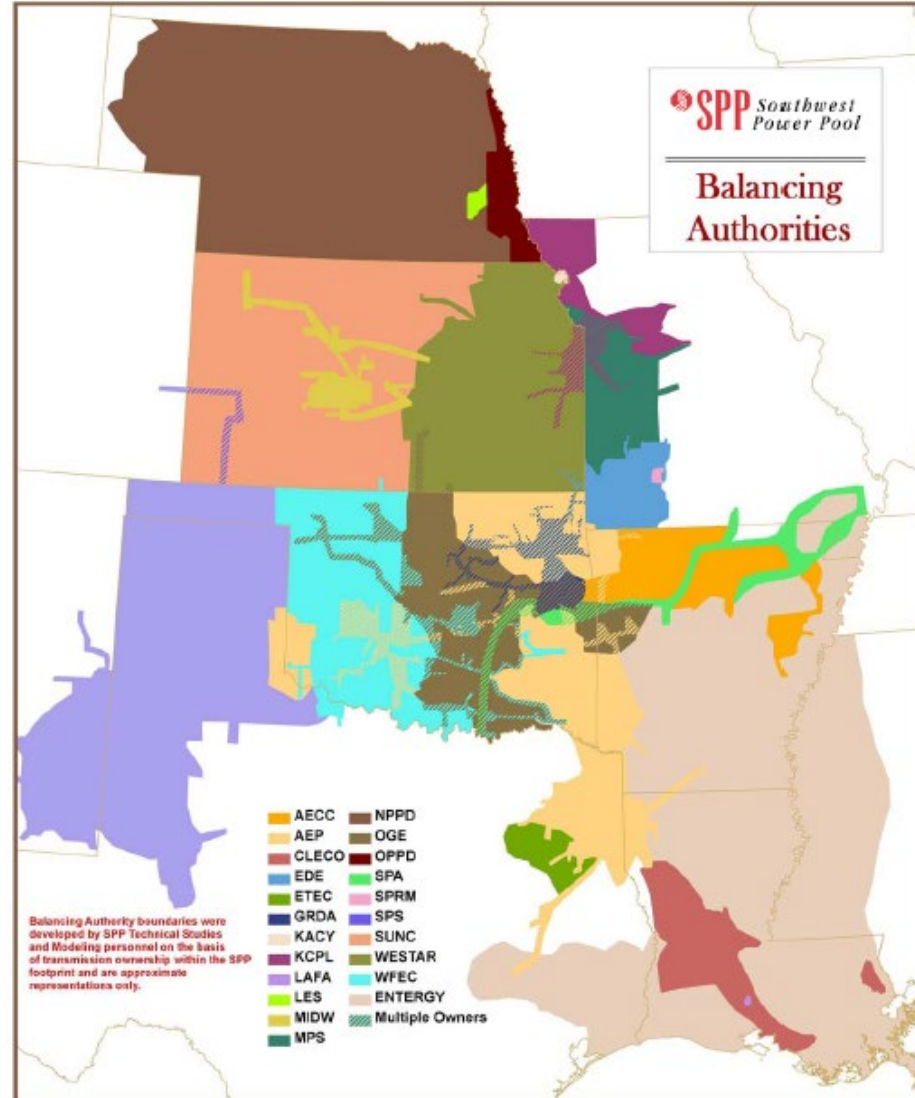 SPP Southwest
Power Pool
Balancing
Authorities
AECC
AEP
CLECO
EDE
ETEC
GRDA
KACY
KCPL
LAFA
LES
MIDW
MPS
NPPD
OGE
OPPD
SPA
SPRM
SPS
SUNC
WESTAR
WFEC
ENTERGY
Multiple Owners
Balancing Authority boundaries were
developed by SPP Technical Studies
and Modeling personnel on the basis
of transmission ownership within the SPP
footprint and are approximate
representations only.